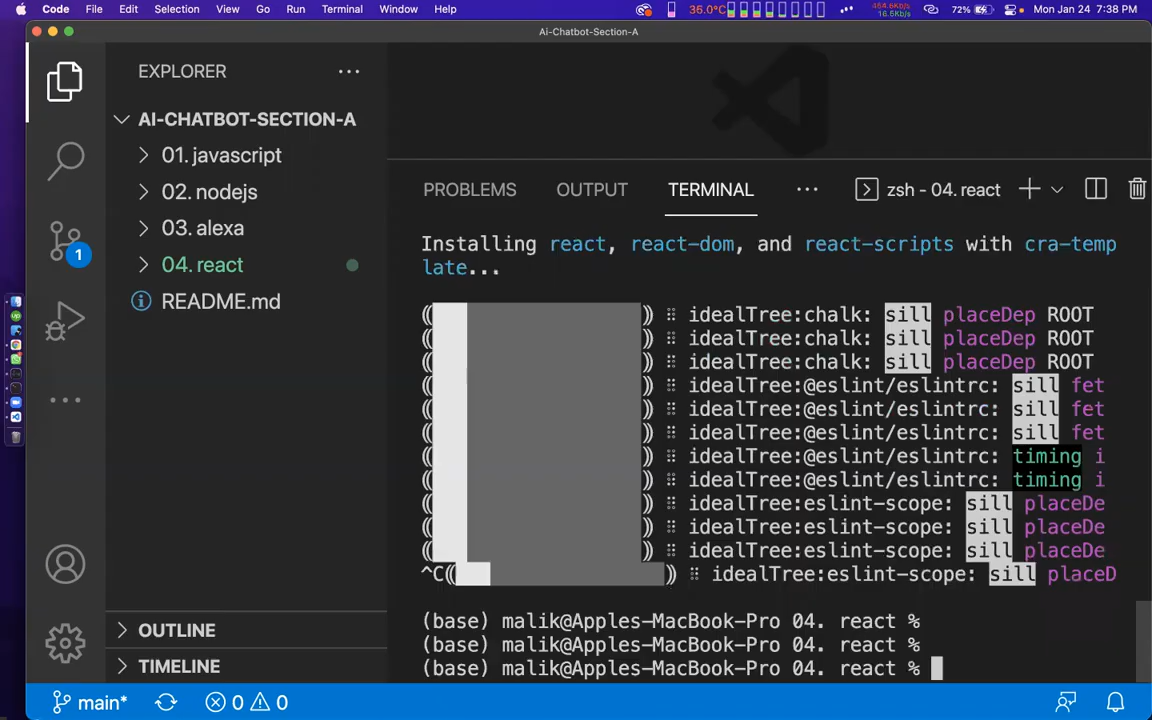 Code File Edit Selection View Go Run Terminal Window Help 36.0°C 72% Mon Jan 24 7:38 PM
16.5Kb/s
Ai-Chatbot-Section-A
EXPLORER
AI-CHATBOT-SECTION-A
01. javascript
02. nodejs
03. alexa
04. react
README.md
OUTLINE
TIMELINE
1
PROBLEMS OUTPUT TERMINAL ··· zsh - 04. react
Installing react, react-dom, and react-scripts with cra-temp
late...
(( )) ⠿ idealTree:chalk: sill placeDep ROOT
(( )) ⠿ idealTree:chalk: sill placeDep ROOT
(( )) ⠿ idealTree:chalk: sill placeDep ROOT
(( )) ⠿ idealTree:@eslint/eslintrc: sill fet
(( )) ⠿ idealTree:@eslint/eslintrc: sill fet
(( )) ⠿ idealTree:@eslint/eslintrc: sill fet
(( )) ⠿ idealTree:@eslint/eslintrc: timing i
(( )) ⠿ idealTree:@eslint/eslintrc: timing i
(( )) ⠿ idealTree:eslint-scope: sill placeDe
(( )) ⠿ idealTree:eslint-scope: sill placeDe
(( )) ⠿ idealTree:eslint-scope: sill placeDe
^C(( )) ⠿ idealTree:eslint-scope: sill placeD
(base) malik@Apples-MacBook-Pro 04. react %
(base) malik@Apples-MacBook-Pro 04. react %
(base) malik@Apples-MacBook-Pro 04. react %
main* 0 0